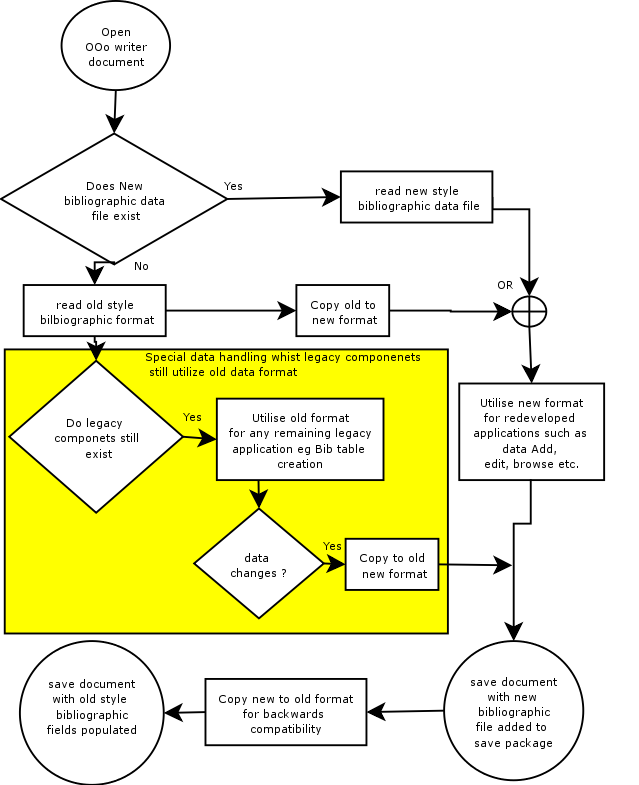 Open
OOo writer
document
Does New
bibliographic data
file exist
Yes
read new style
bibliographic data file
No
OR
read old style
bilbiographic format
Copy old to
new format
Special data handling whist legacy componenets
still utilize old data format
Do legacy
componets still
exist
Yes
Utilise old format
for any remaining legacy
application eg Bib table
creation
Utilise new format
for redeveloped
applications such as
data Add,
edit, browse etc.
data
changes ?
Yes
Copy to old
new format
save document
with old style
bibliographic
fields populated
Copy new to old format
for backwards
compatibility
save document
with new
bibliographic
file added to
save package